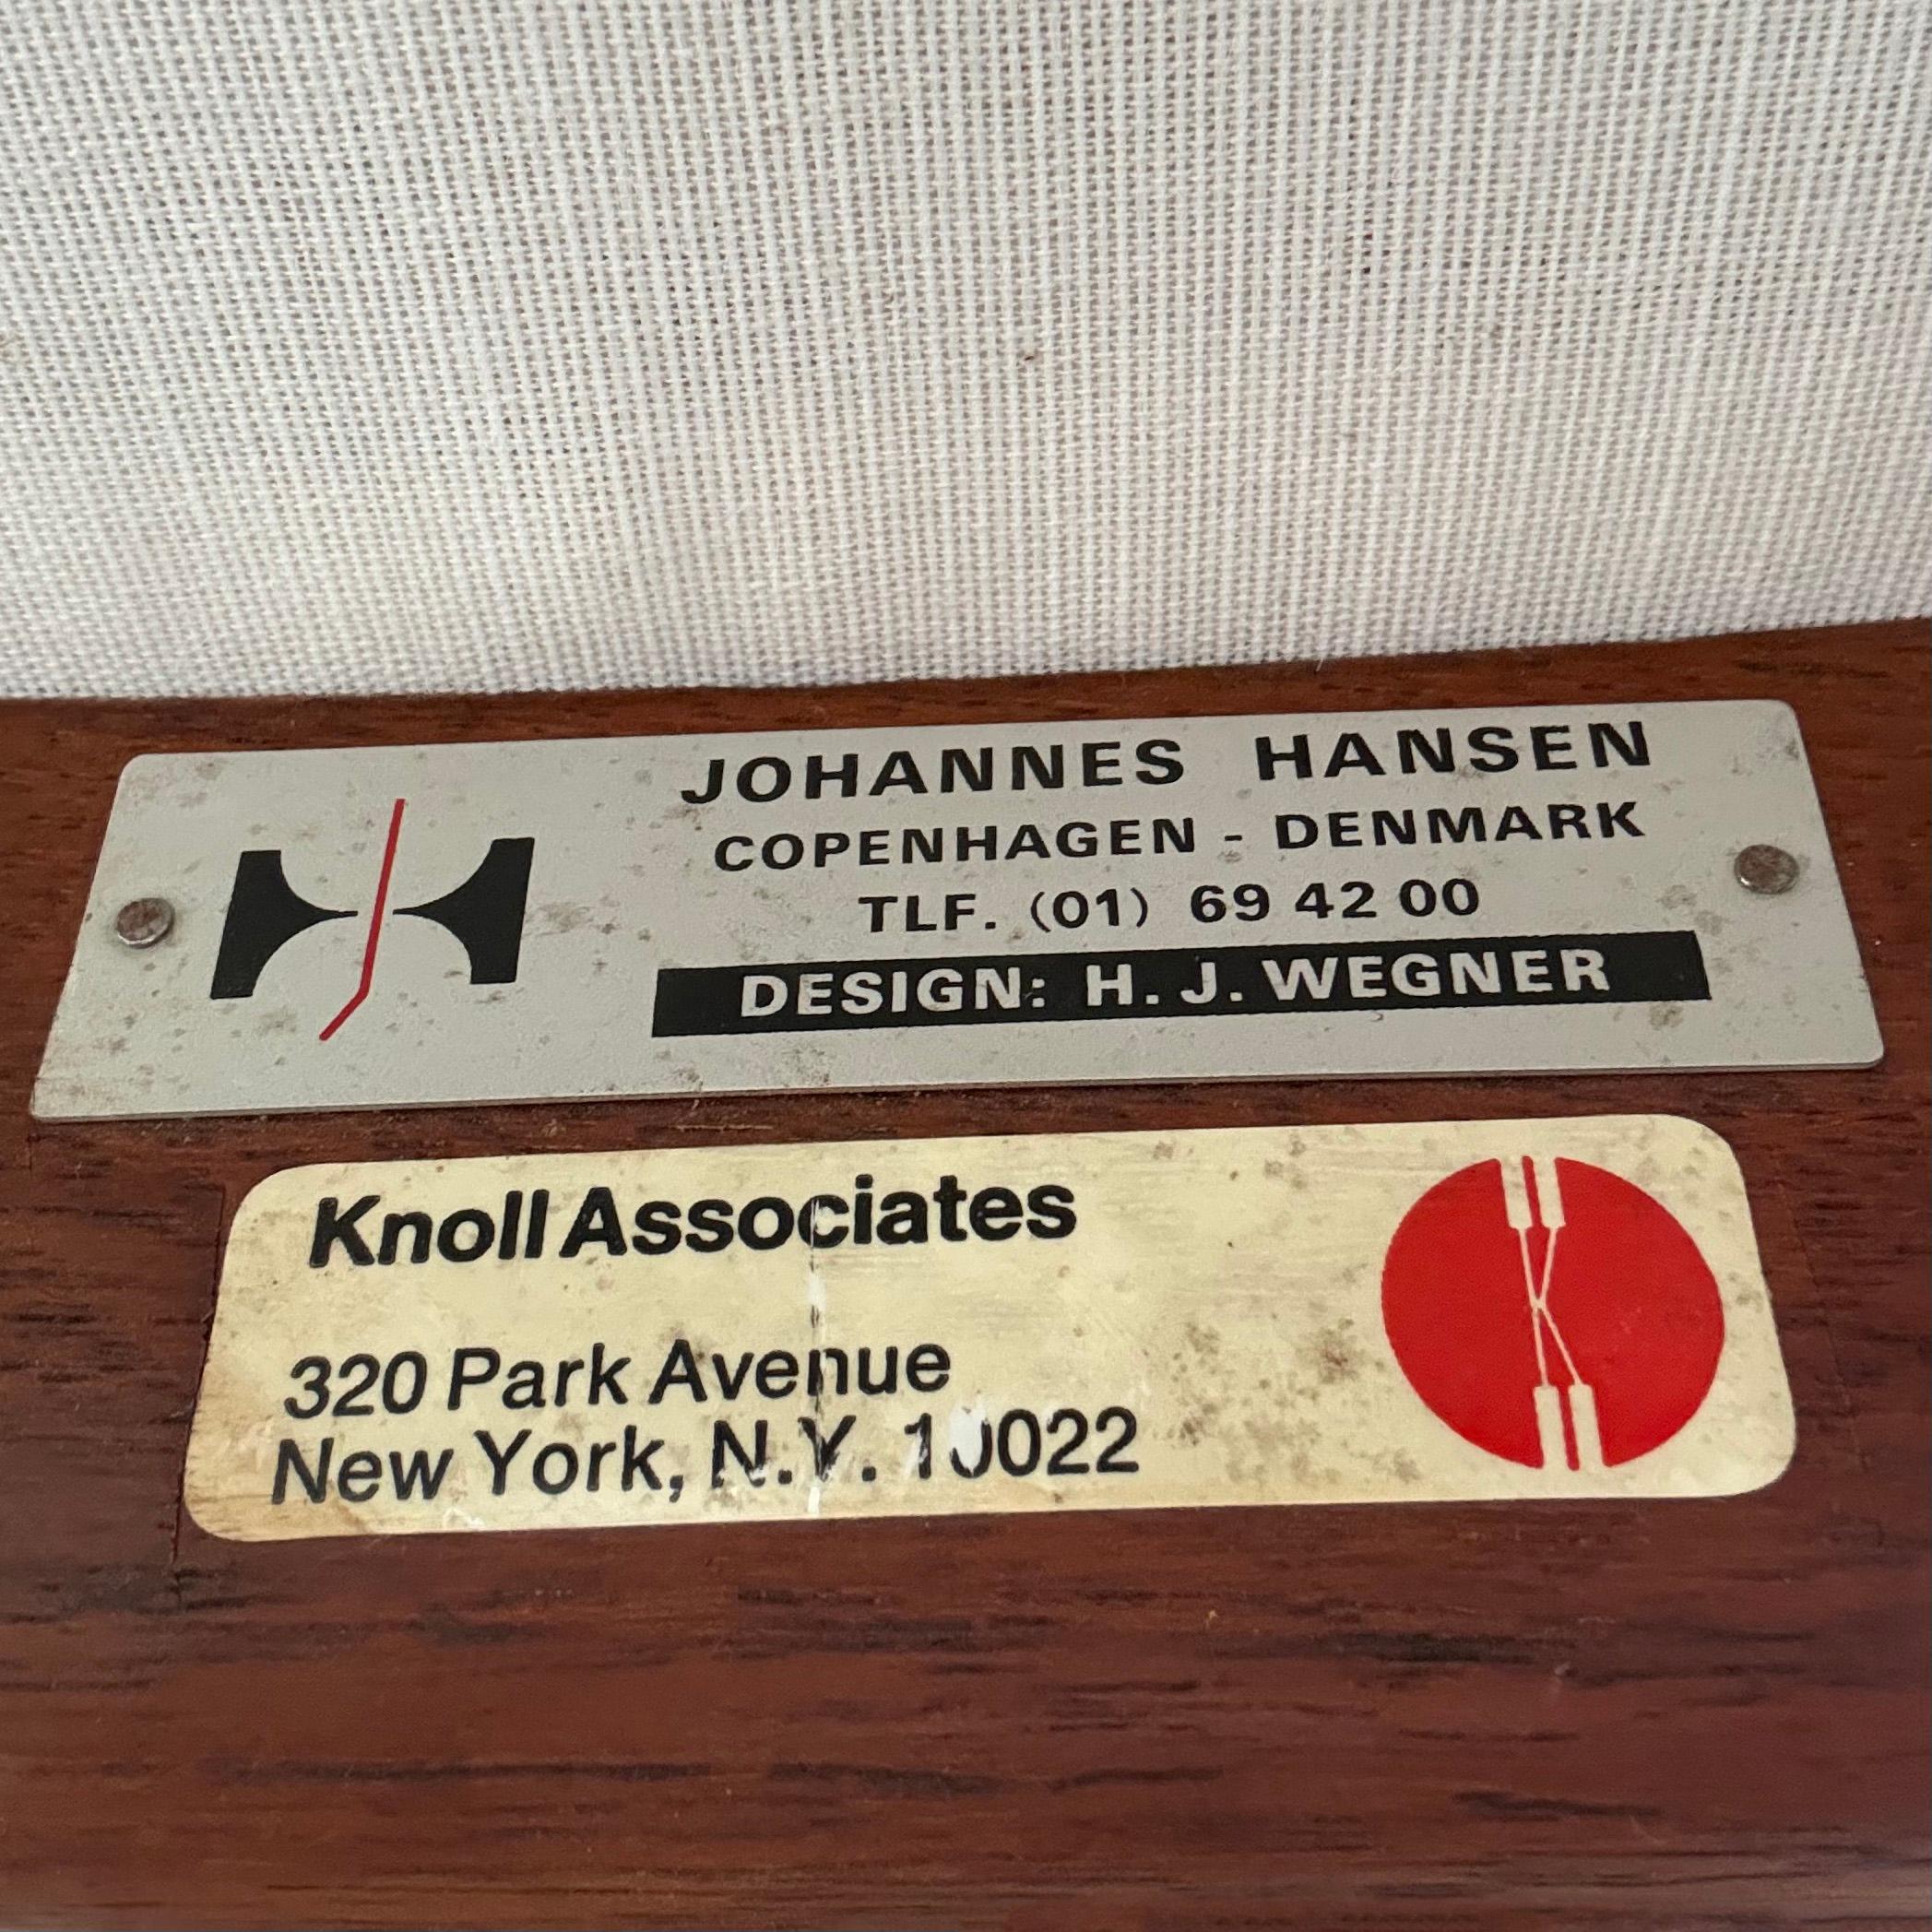 JOHANNES HANSEN
COPENHAGEN - DENMARK
TLF. (01) 69 42 00
DESIGN: H. J. WEGNER
Knoll Associates
320 Park Avenue
New York, N.Y. 10022